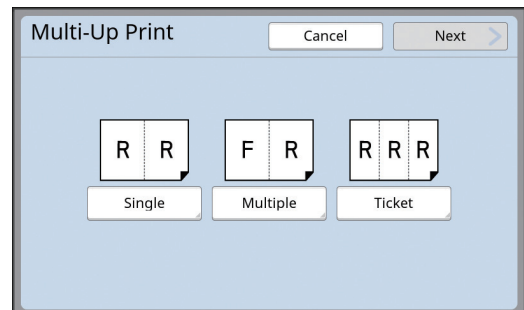 Multi-Up Print Cancel Next
R R F R R R R
Single Multiple Ticket